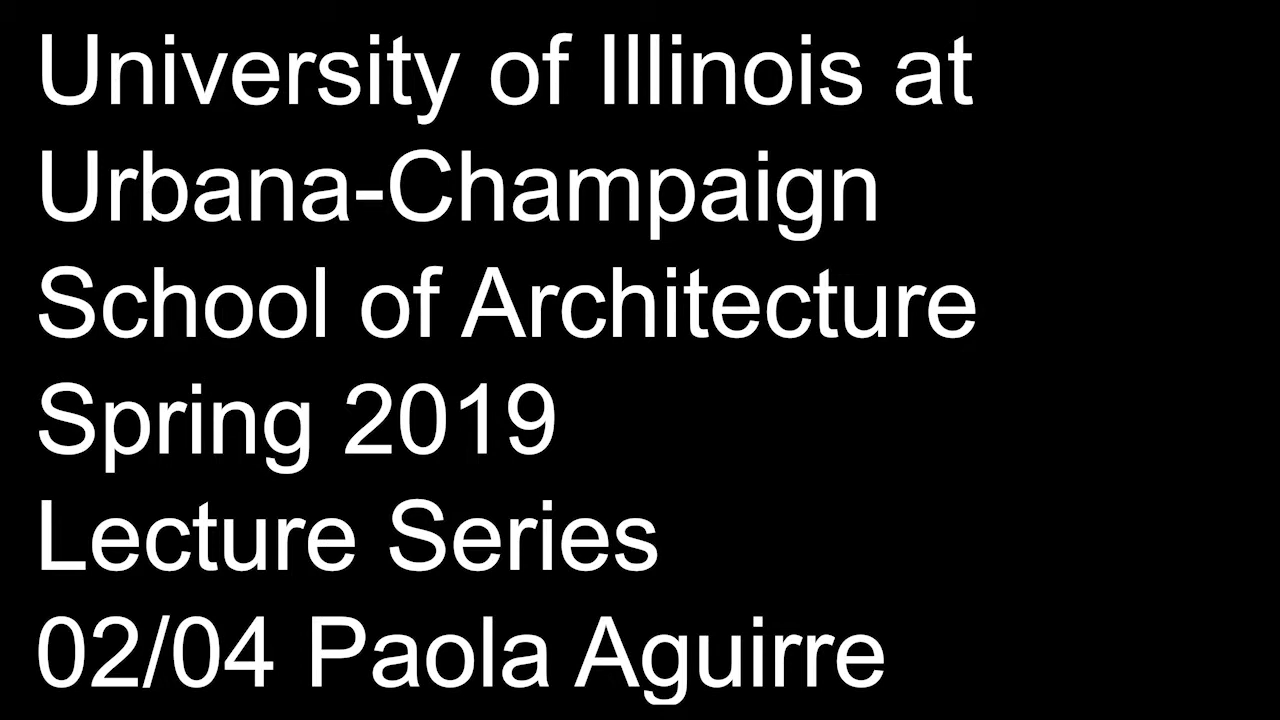 University of Illinois at
Urbana-Champaign
School of Architecture
Spring 2019
Lecture Series
02/04 Paola Aguirre